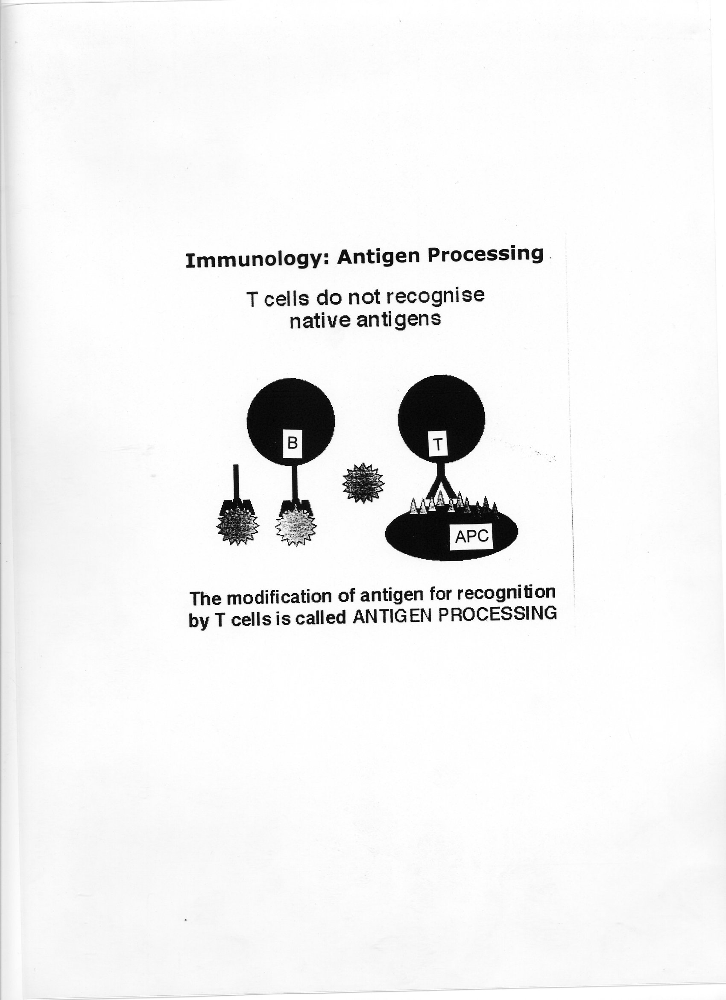 Immunology: Antigen Processing
T cells do not recognise
native antigens
B
T
APC
The modification of antigen for recognition
by T cells is called ANTIGEN PROCESSING